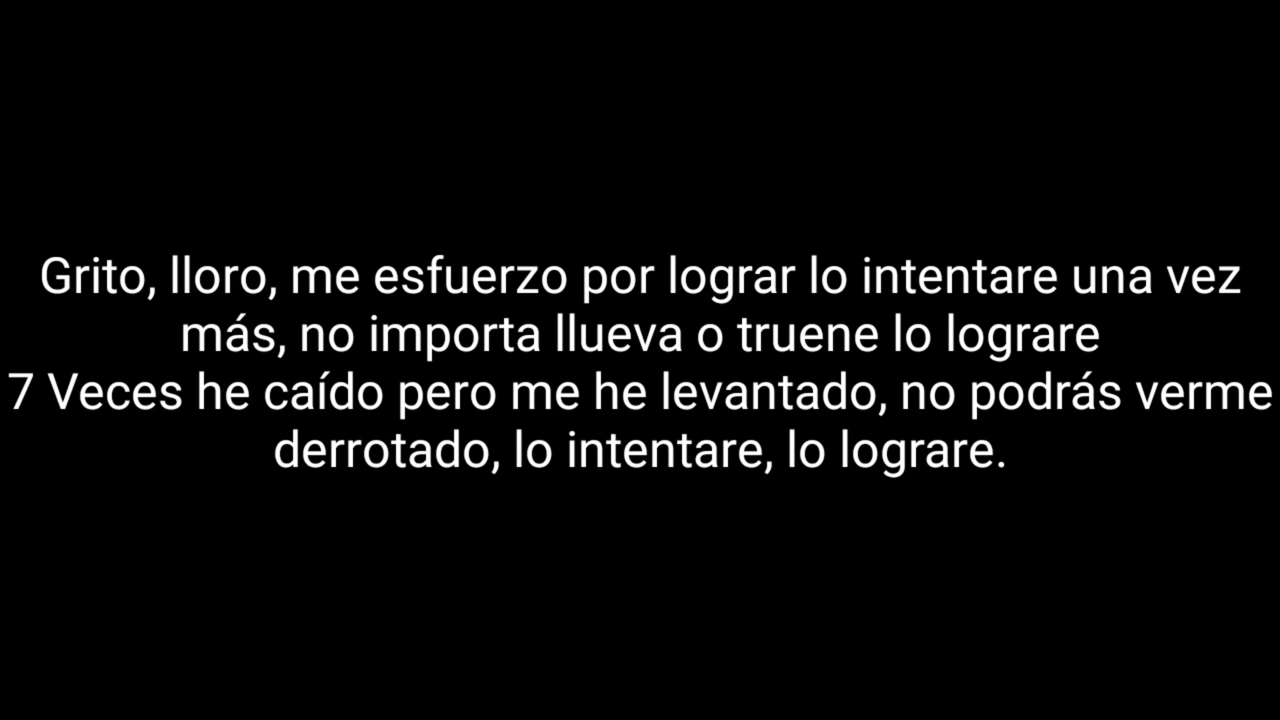 Grito, lloro, me esfuerzo por lograr lo intentare una vez
más, no importa llueva o truene lo lograre
7 Veces he caído pero me he levantado, no podrás verme
derrotado, lo intentare, lo lograre.